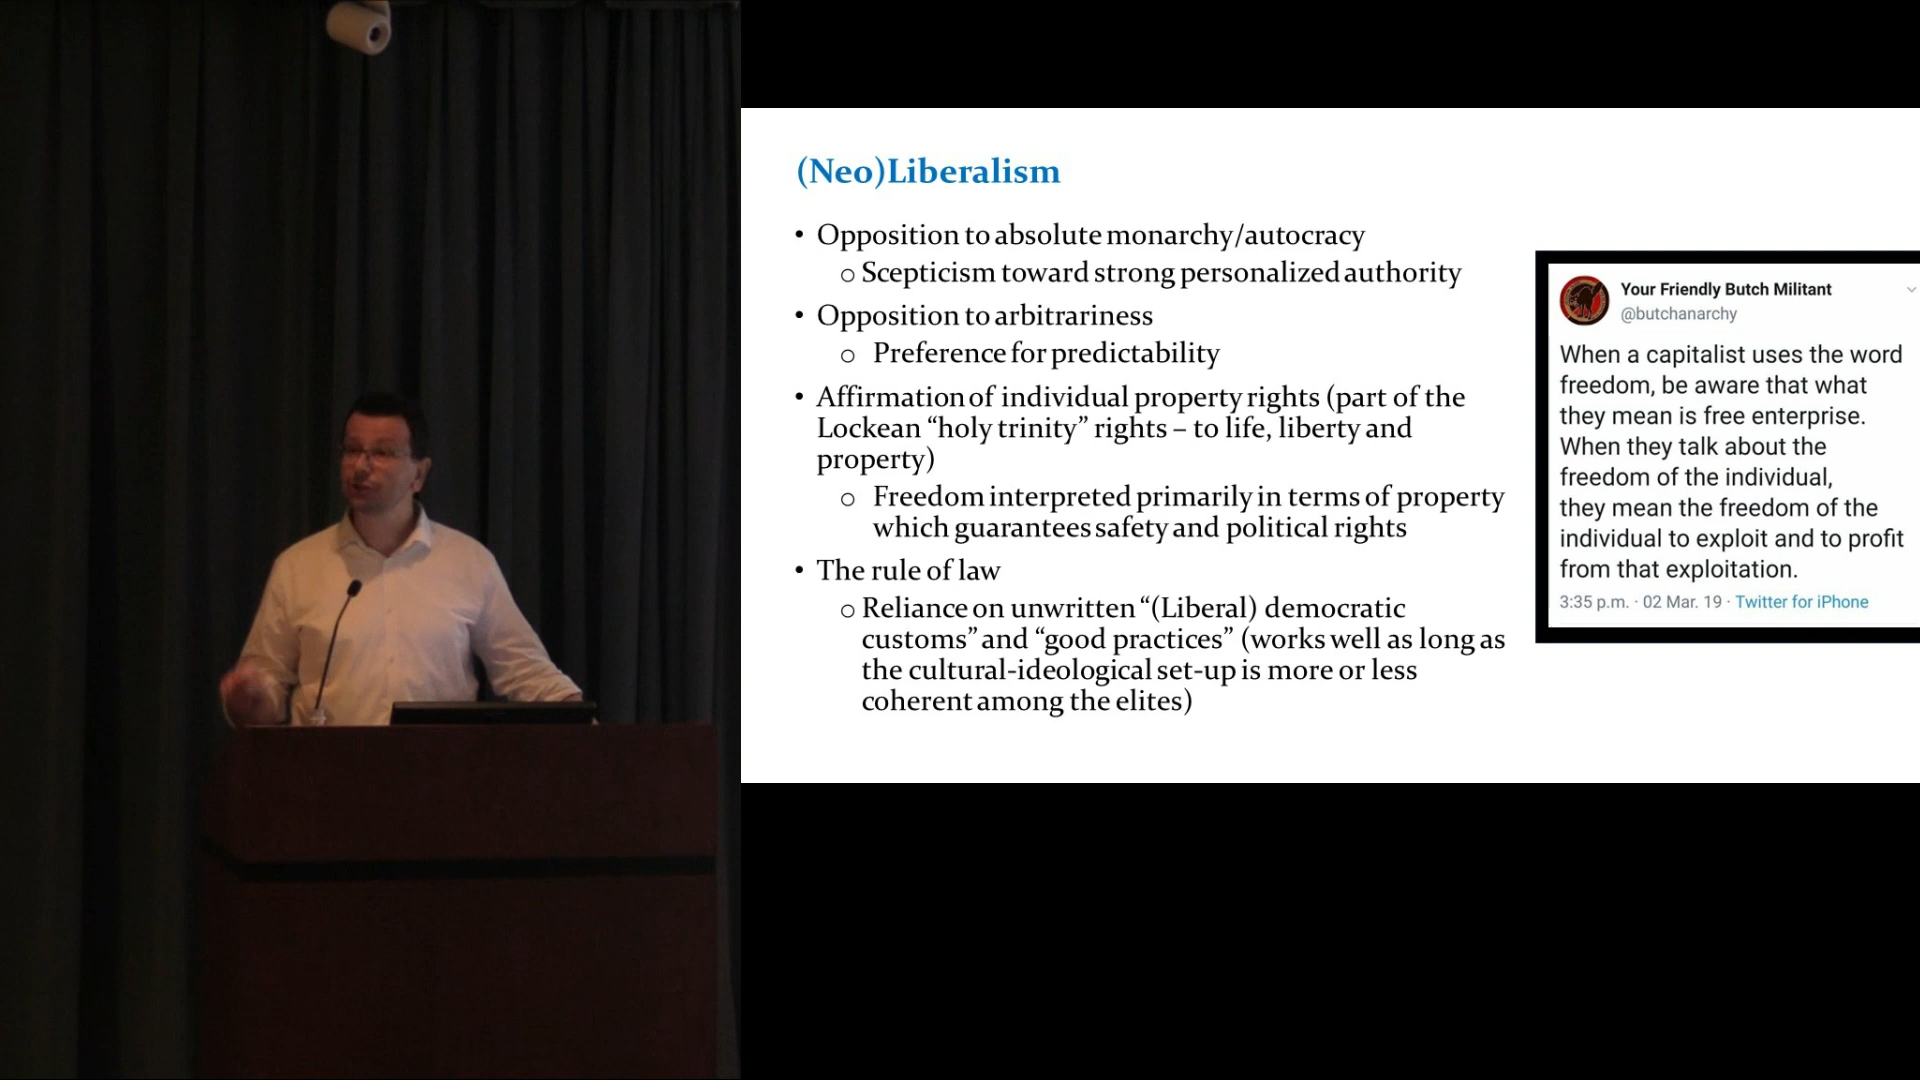 (Neo)Liberalism
• Opposition to absolute monarchy/autocracy
o Scepticism toward strong personalized authority
• Opposition to arbitrariness
o Preference for predictability
• Affirmation of individual property rights (part of the
Lockean “holy trinity” rights – to life, liberty and
property)
o Freedom interpreted primarily in terms of property
which guarantees safety and political rights
• The rule of law
o Reliance on unwritten “(Liberal) democratic
customs” and “good practices” (works well as long as
the cultural-ideological set-up is more or less
coherent among the elites)
Your Friendly Butch Militant
@butchanarchy
When a capitalist uses the word
freedom, be aware that what
they mean is free enterprise.
When they talk about the
freedom of the individual,
they mean the freedom of the
individual to exploit and to profit
from that exploitation.
3:35 p.m. · 02 Mar. 19 · Twitter for iPhone